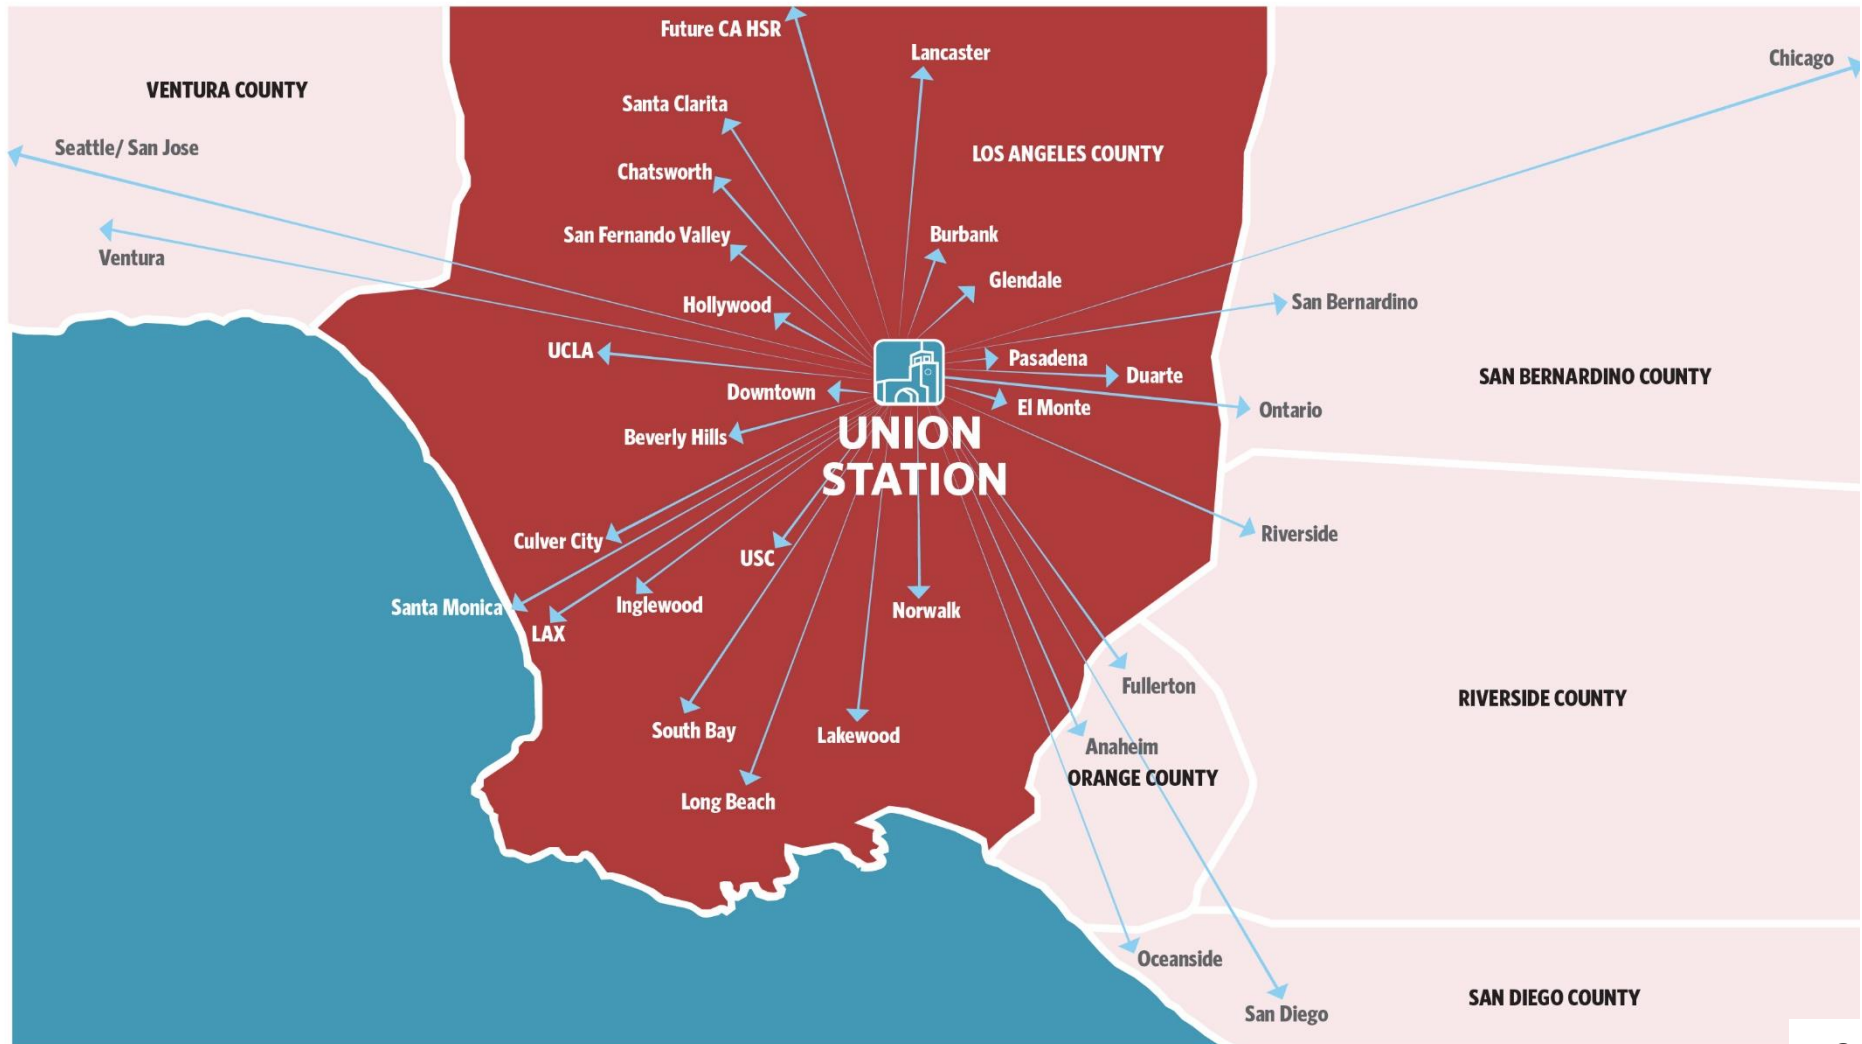 Future CA HSR
Lancaster
Chicago
VENTURA COUNTY
Santa Clarita
Seattle/ San Jose
LOS ANGELES COUNTY
Chatsworth
San Fernando Valley
Burbank
Ventura
Glendale
Hollywood
San Bernardino
UCLA
Pasadena
Duarte
SAN BERNARDINO COUNTY
Downtown
El Monte
Ontario
Beverly Hills
UNION
STATION
Culver City
USC
Riverside
Santa Monica
Inglewood
Norwalk
LAX
Fullerton
RIVERSIDE COUNTY
South Bay
Lakewood
Anaheim
ORANGE COUNTY
Long Beach
Oceanside
SAN DIEGO COUNTY
San Diego